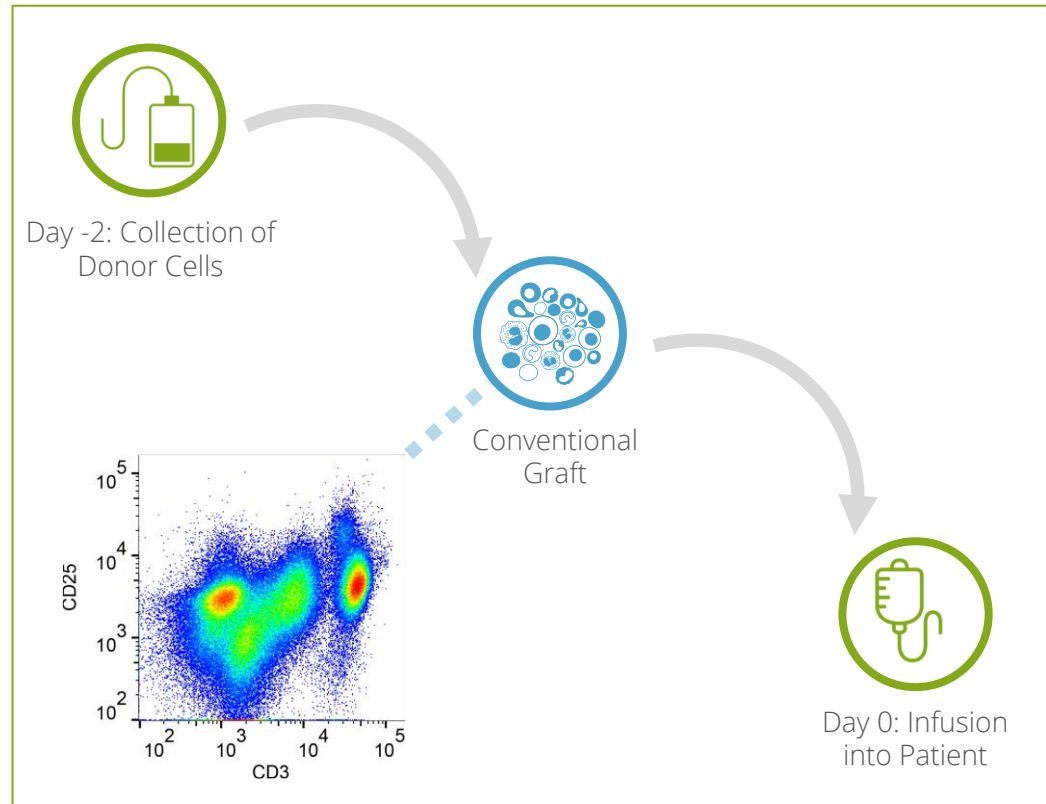 Day -2: Collection of
Donor Cells
Conventional
Graft
10^5
10^4
10^3
10^2
CD25
10^2 10^3 10^4 10^5
CD3
Day 0: Infusion
into Patient